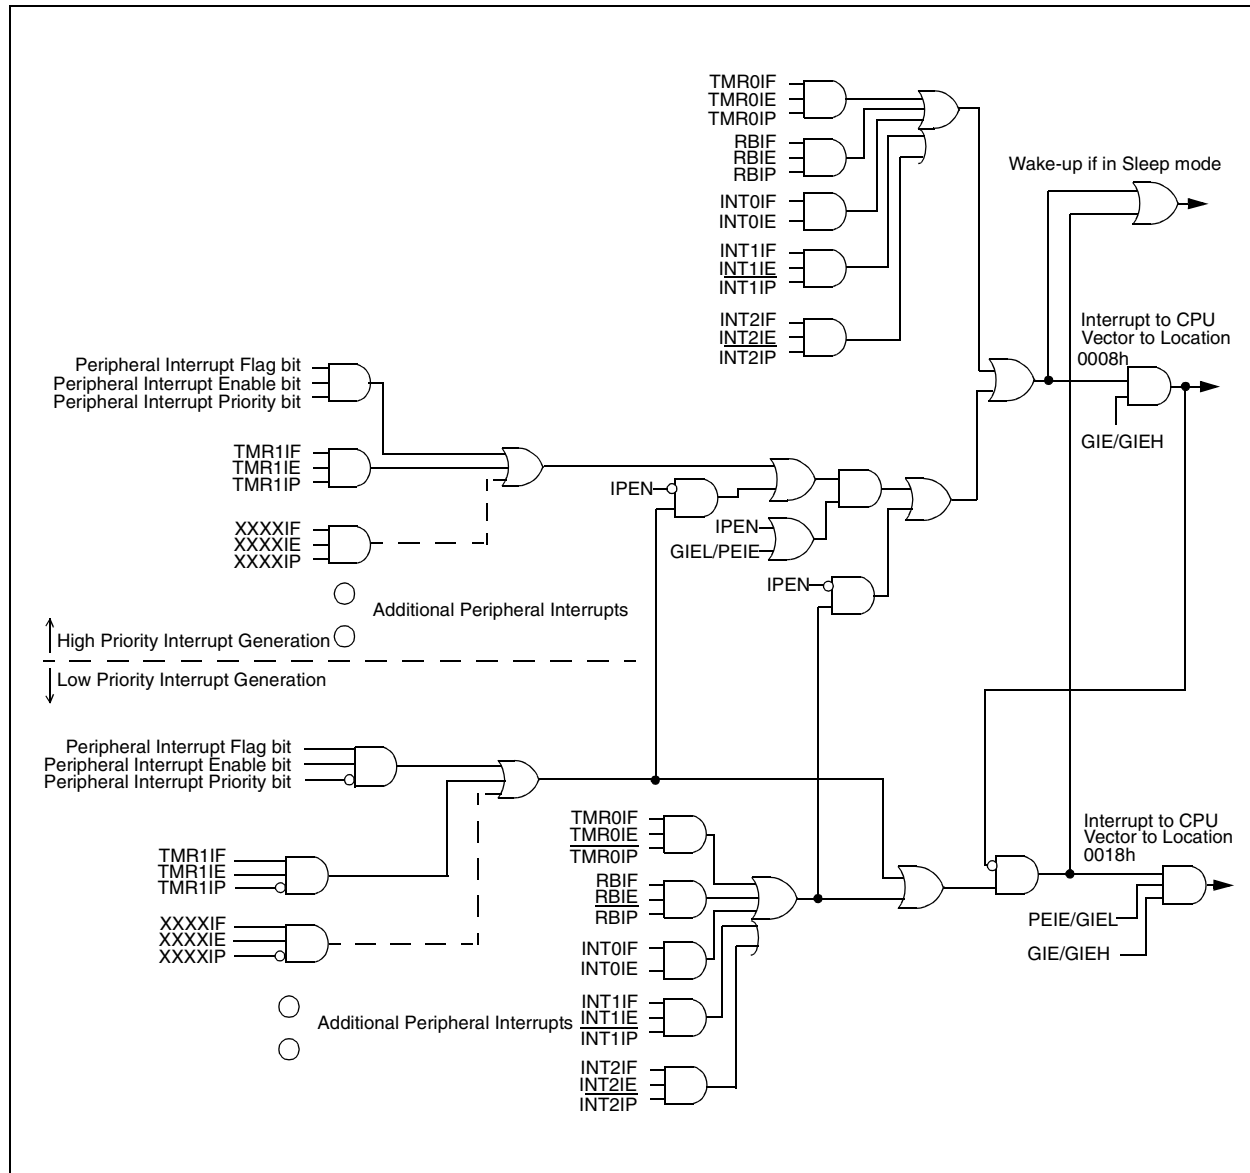 TMR0IF
TMR0IE
TMR0IP
RBIF
RBIE
RBIP
INT0IF
INT0IE
INT1IF
INT1IE
INT1IP
INT2IF
INT2IE
INT2IP
Wake-up if in Sleep mode
Interrupt to CPU
Vector to Location
0008h
GIE/GIEH
Peripheral Interrupt Flag bit
Peripheral Interrupt Enable bit
Peripheral Interrupt Priority bit
TMR1IF
TMR1IE
TMR1IP
XXXXIF
XXXXIE
XXXXIP
IPEN
IPEN
GIEL/PEIE
IPEN
Additional Peripheral Interrupts
High Priority Interrupt Generation
Low Priority Interrupt Generation
Peripheral Interrupt Flag bit
Peripheral Interrupt Enable bit
Peripheral Interrupt Priority bit
TMR1IF
TMR1IE
TMR1IP
XXXXIF
XXXXIE
XXXXIP
Additional Peripheral Interrupts
TMR0IF
TMR0IE
TMR0IP
RBIF
RBIE
RBIP
INT0IF
INT0IE
INT1IF
INT1IE
INT1IP
INT2IF
INT2IE
INT2IP
Interrupt to CPU
Vector to Location
0018h
PEIE/GIEL
GIE/GIEH